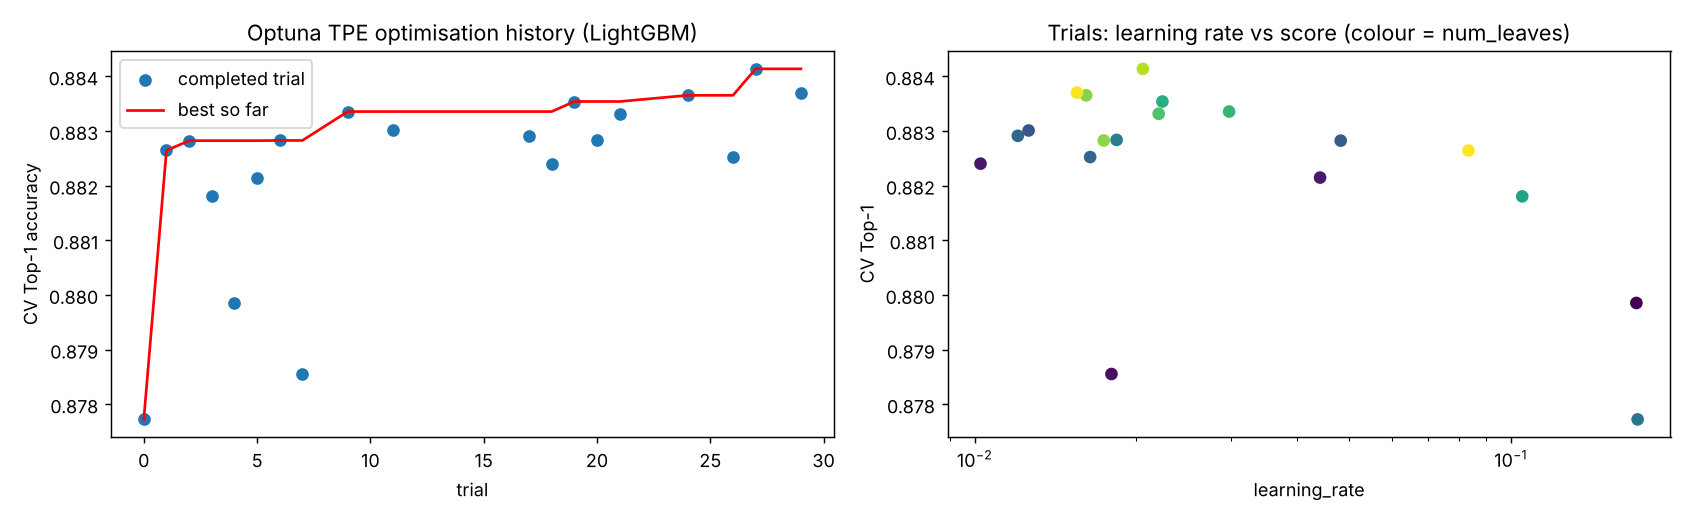 Optuna TPE optimisation history (LightGBM)
completed trial
best so far
CV Top-1 accuracy
0.884
0.883
0.882
0.881
0.880
0.879
0.878
0 5 10 15 20 25 30
trial
Trials: learning rate vs score (colour = num_leaves)
CV Top-1
0.884
0.883
0.882
0.881
0.880
0.879
0.878
10⁻² 10⁻¹
learning_rate